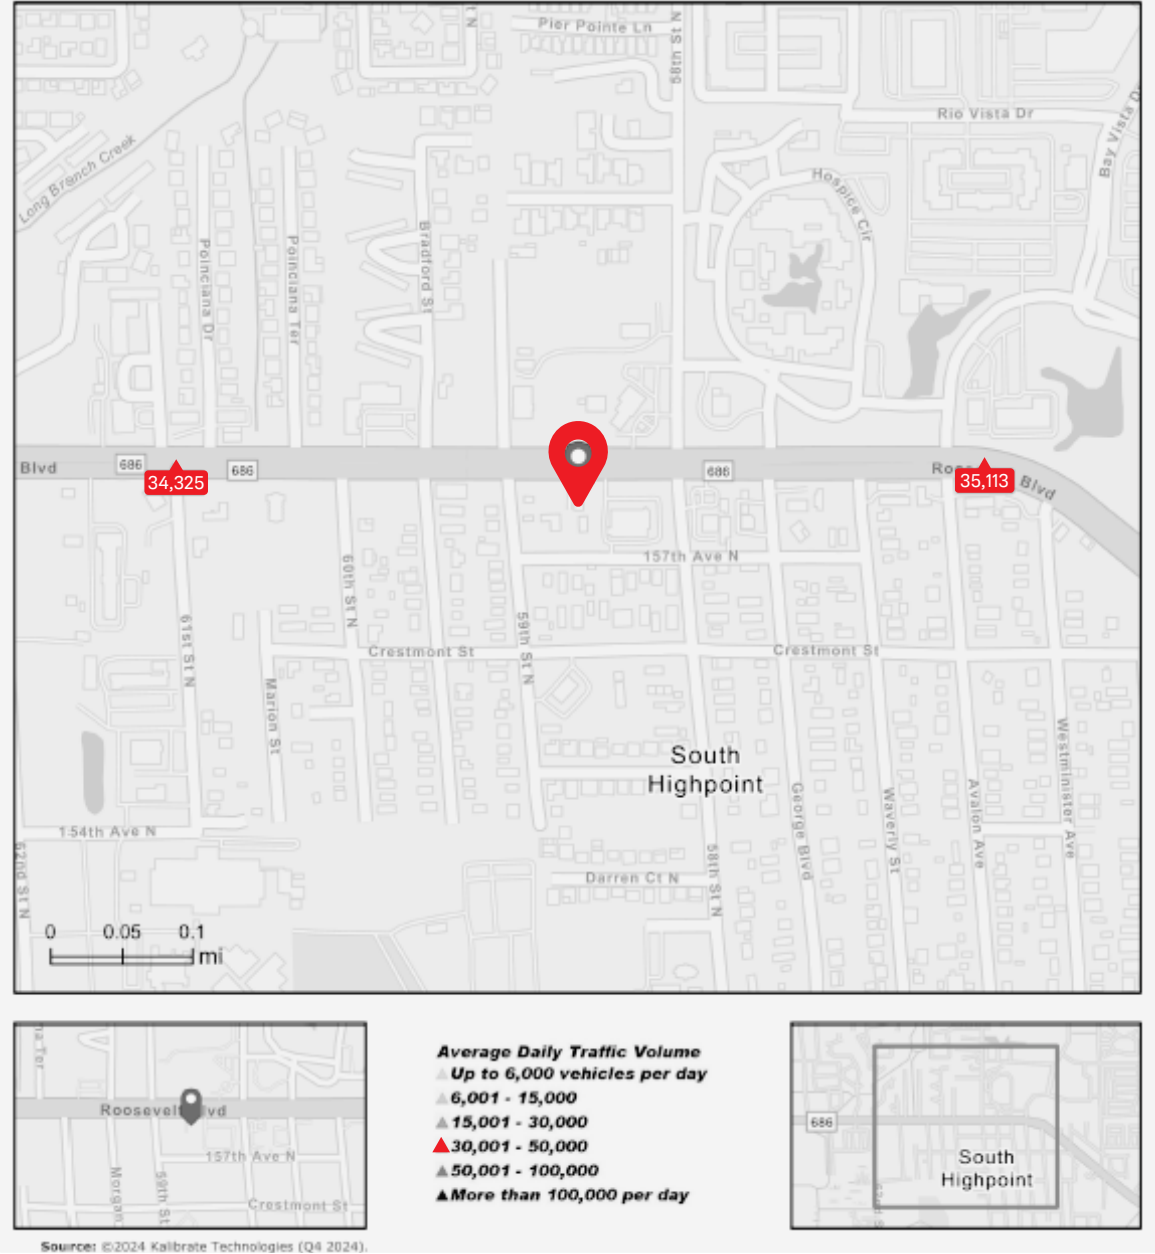 Pier Pointe Ln
58th St N
t N
Rio Vista Dr
Bay Vista Dr
Long Branch Creek
Hospice Cir
Poinciana Dr
Poinciana Ter
Bradford St
Blvd
686
34,325
686
686
35,113
Blvd
157th Ave N
60th St N
59th St N
61st St N
Crestmont St
Crestmont St
Marion St
South
Highpoint
Westminister Ave
George Blvd
Waverly St
Avalon Ave
154th Ave N
62nd St N
58th St N
Darren Ct N
0 0.05 0.1
mi
na Ter
Roosevelt Blvd
157th Ave N
Morgan
59th St
Crestmont St
Average Daily Traffic Volume
Up to 6,000 vehicles per day
6,001 - 15,000
15,001 - 30,000
30,001 - 50,000
50,001 - 100,000
More than 100,000 per day
686
South
Highpoint
Source: ©2024 Kalibrate Technologies (Q4 2024).